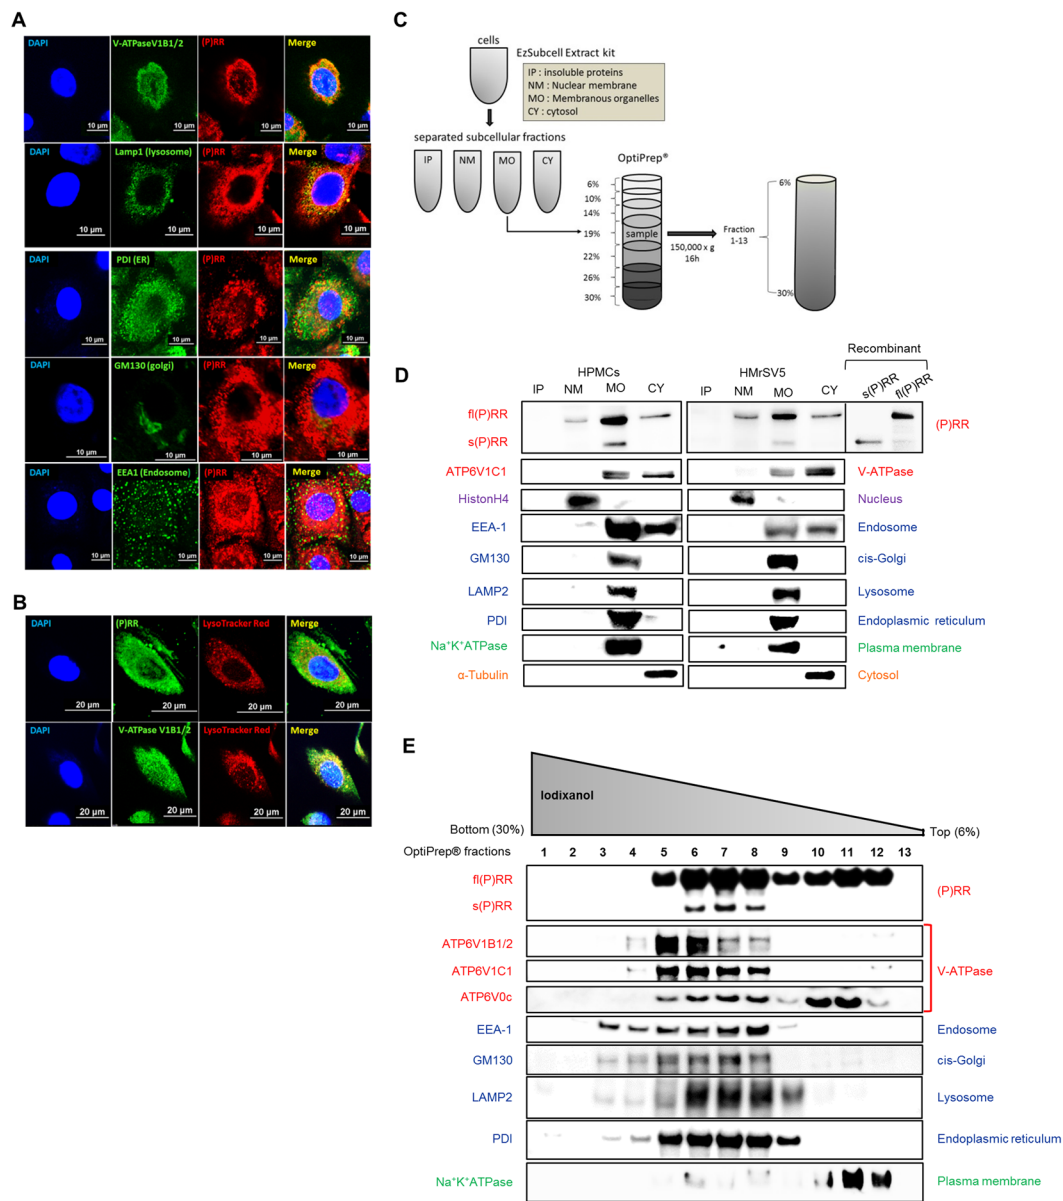 A
DAPI V-ATPaseV1B1/2 (P)RR Merge
10 µm 10 µm 10 µm 10 µm
Lamp1 (lysosome) (P)RR
10 µm 10 µm 10 µm 10 µm
PDI (ER) (P)RR
10 µm 10 µm 10 µm 10 µm
GM130 (golgi) (P)RR
10 µm 10 µm 10 µm 10 µm
DAPI EEA1 (Endosome) (P)RR Merge
10 µm 10 µm 10 µm 10 µm
B
DAPI (P)RR LysoTracker Red Merge
20 µm 20 µm 20 µm 20 µm
DAPI V-ATPase V1B1/2 LysoTracker Red Merge
20 µm 20 µm 20 µm 20 µm
C
cells
EzSubcell Extract kit
IP : insoluble proteins
NM : Nuclear membrane
MO : Membranous organelles
CY : cytosol
separated subcellular fractions
IP NM MO CY
OptiPrep®
6%
10%
14%
19%
22%
26%
30%
sample
150,000 x g
16h
Fraction
1-13
6%
30%
D
HPMCs HMrSV5 Recombinant
IP NM MO CY IP NM MO CY s(P)RR fl(P)RR
fl(P)RR (P)RR
s(P)RR
ATP6V1C1 V-ATPase
HistonH4 Nucleus
EEA-1 Endosome
GM130 cis-Golgi
LAMP2 Lysosome
PDI Endoplasmic reticulum
Na⁺K⁺ATPase Plasma membrane
α-Tubulin Cytosol
E
Iodixanol
Bottom (30%) Top (6%)
OptiPrep® fractions 1 2 3 4 5 6 7 8 9 10 11 12 13
fl(P)RR (P)RR
s(P)RR
ATP6V1B1/2
ATP6V1C1 V-ATPase
ATP6V0c
EEA-1 Endosome
GM130 cis-Golgi
LAMP2 Lysosome
PDI Endoplasmic reticulum
Na⁺K⁺ATPase Plasma membrane